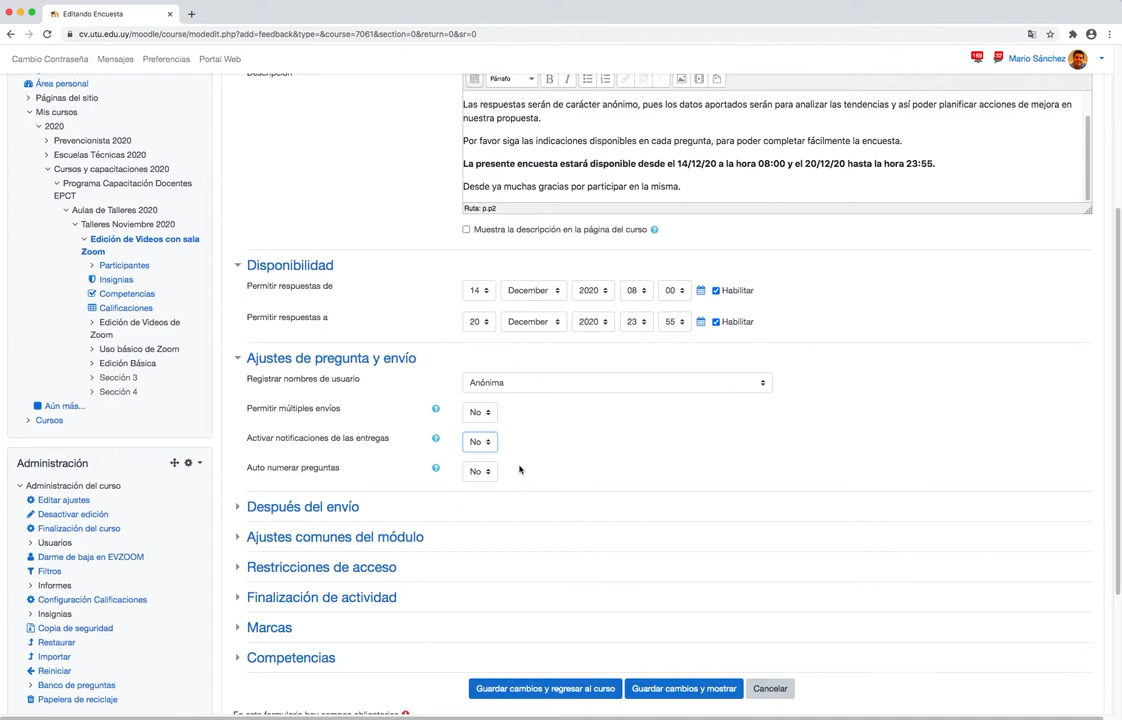 Editando Encuesta
cv.utu.edu.uy/moodle/course/modedit.php?add=feedback&type=&course=7061&section=0&return=0&sr=0
Cambio Contraseña Mensajes Preferencias Portal Web
Mario Sánchez
Área personal
Páginas del sitio
Mis cursos
2020
Prevencionista 2020
Escuelas Técnicas 2020
Cursos y capacitaciones 2020
Programa Capacitación Docentes
EPCT
Aulas de Talleres 2020
Talleres Noviembre 2020
Edición de Videos con sala
Zoom
Participantes
Insignias
Competencias
Calificaciones
Edición de Videos de
Zoom
Uso básico de Zoom
Edición Básica
Sección 3
Sección 4
Aún más...
Cursos
Administración
Administración del curso
Editar ajustes
Desactivar edición
Finalización del curso
Usuarios
Darme de baja en EVZOOM
Filtros
Informes
Configuración Calificaciones
Insignias
Copia de seguridad
Restaurar
Importar
Reiniciar
Banco de preguntas
Papelera de reciclaje
Descripción
Párrafo B I
Las respuestas serán de carácter anónimo, pues los datos aportados serán para analizar las tendencias y así poder planificar acciones de mejora en
nuestra propuesta.
Por favor siga las indicaciones disponibles en cada pregunta, para poder completar fácilmente la encuesta.
La presente encuesta estará disponible desde el 14/12/20 a la hora 08:00 y el 20/12/20 hasta la hora 23:55.
Desde ya muchas gracias por participar en la misma.
Ruta: p.p2
Muestra la descripción en la página del curso
Disponibilidad
Permitir respuestas de 14 December 2020 08 00 Habilitar
Permitir respuestas a 20 December 2020 23 55 Habilitar
Ajustes de pregunta y envío
Registrar nombres de usuario Anónima
Permitir múltiples envíos No
Activar notificaciones de las entregas No
Auto numerar preguntas No
Después del envío
Ajustes comunes del módulo
Restricciones de acceso
Finalización de actividad
Marcas
Competencias
Guardar cambios y regresar al curso Guardar cambios y mostrar Cancelar
En este formulario hay campos obligatorios